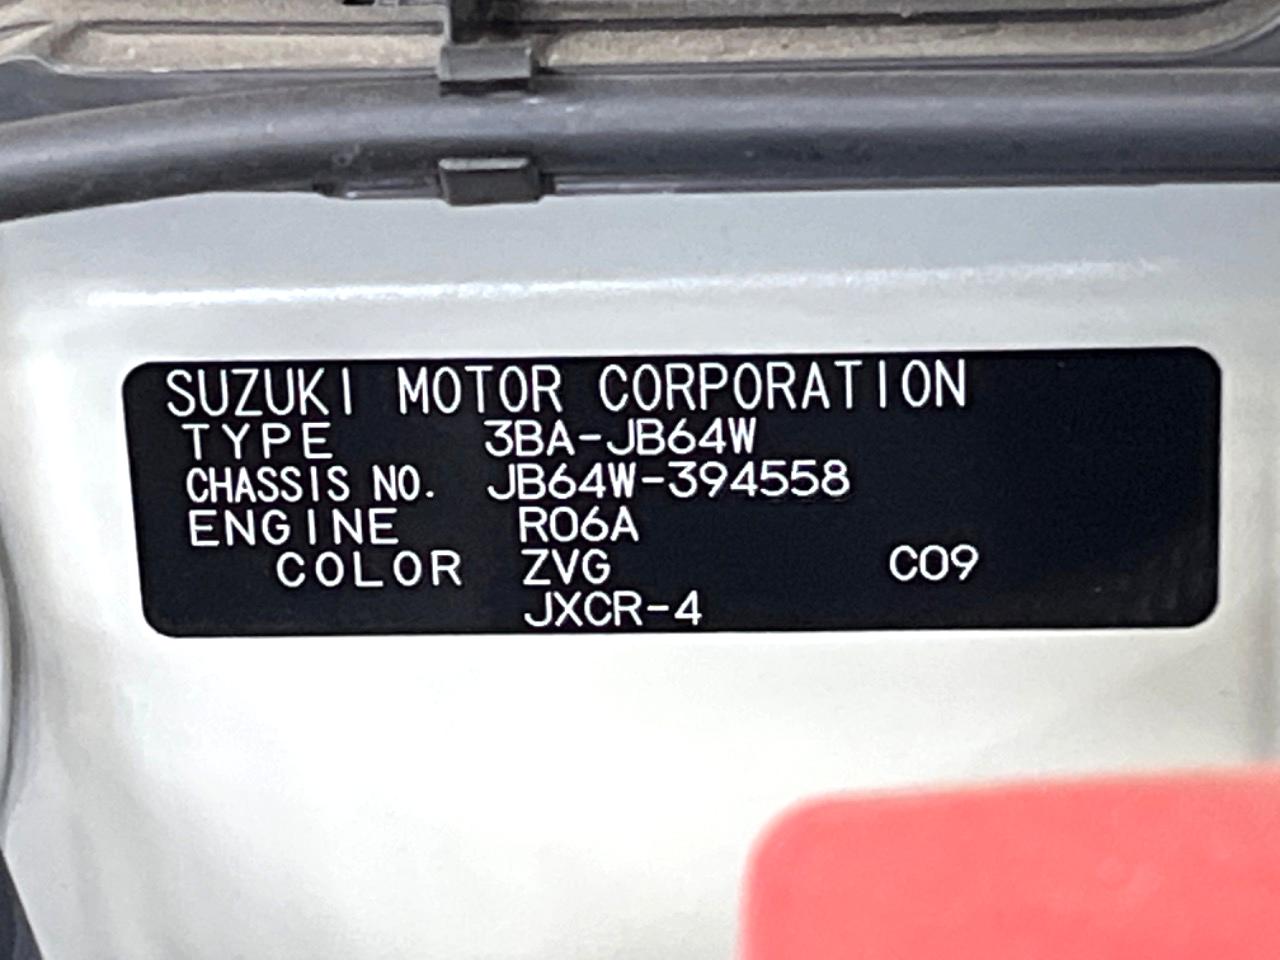 SUZUKI MOTOR CORPORATION
TYPE 3BA-JB64W
CHASSIS NO. JB64W-394558
ENGINE R06A
COLOR ZVG C09
JXCR-4